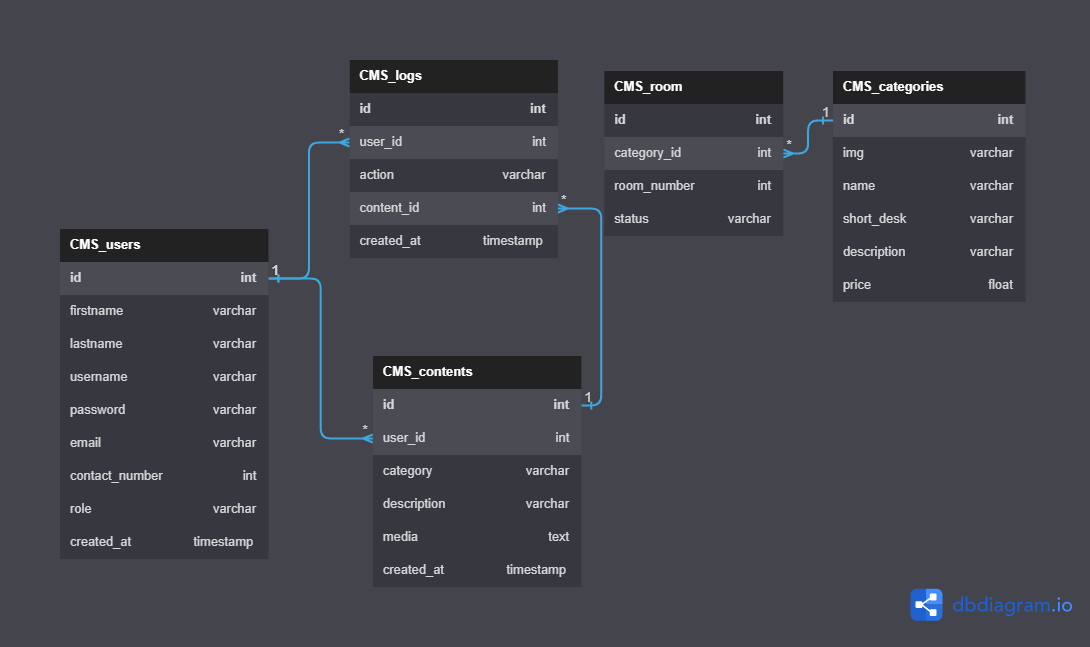 CMS_users
id int
firstname varchar
lastname varchar
username varchar
password varchar
email varchar
contact_number int
role varchar
created_at timestamp
1
*
*
CMS_logs
id int
user_id int
action varchar
content_id int
created_at timestamp
*
1
CMS_contents
id int
user_id int
category varchar
description varchar
media text
created_at timestamp
CMS_room
id int
category_id int
room_number int
status varchar
*
1
CMS_categories
id int
img varchar
name varchar
short_desk varchar
description varchar
price float
dbdiagram.io